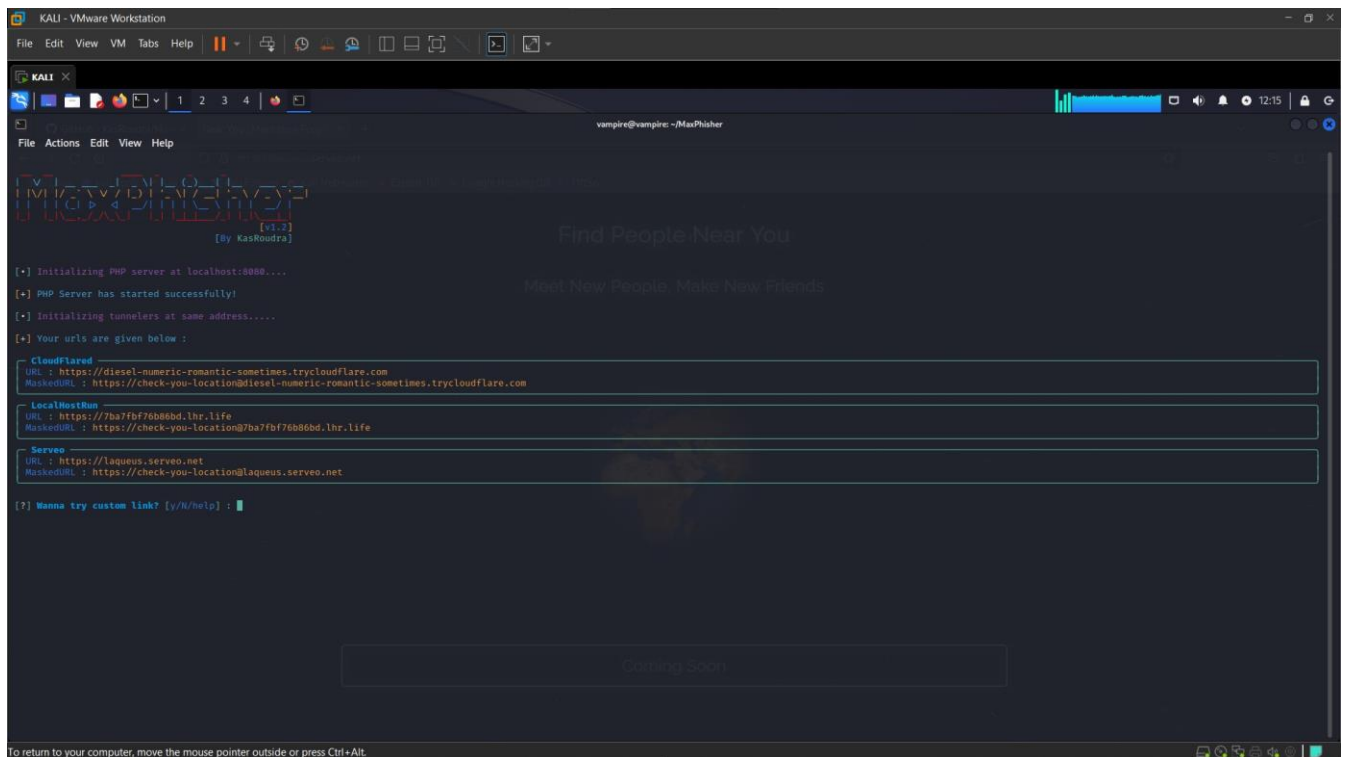 KALI - VMware Workstation
File Edit View VM Tabs Help
KALI
1 2 3 4
12:15
vampire@vampire: ~/MaxPhisher
File Actions Edit View Help
MaxPhisher
[v1.2]
[By KasRoudra]
Find People Near You
[•] Initializing PHP server at localhost:8080....
Meet New People, Make New Friends
[+] PHP Server has started successfully!
[•] Initializing tunnelers at same address.....
[+] Your urls are given below :
CloudFlared
URL : https://diesel-numeric-romantic-sometimes.trycloudflare.com
MaskedURL : https://check-you-location@diesel-numeric-romantic-sometimes.trycloudflare.com
LocalHostRun
URL : https://7ba7fbf76b86bd.lhr.life
MaskedURL : https://check-you-location@7ba7fbf76b86bd.lhr.life
Serveo
URL : https://laqueus.serveo.net
MaskedURL : https://check-you-location@laqueus.serveo.net
[?] Wanna try custom link? [y/N/help] :
Coming Soon
To return to your computer, move the mouse pointer outside or press Ctrl+Alt.